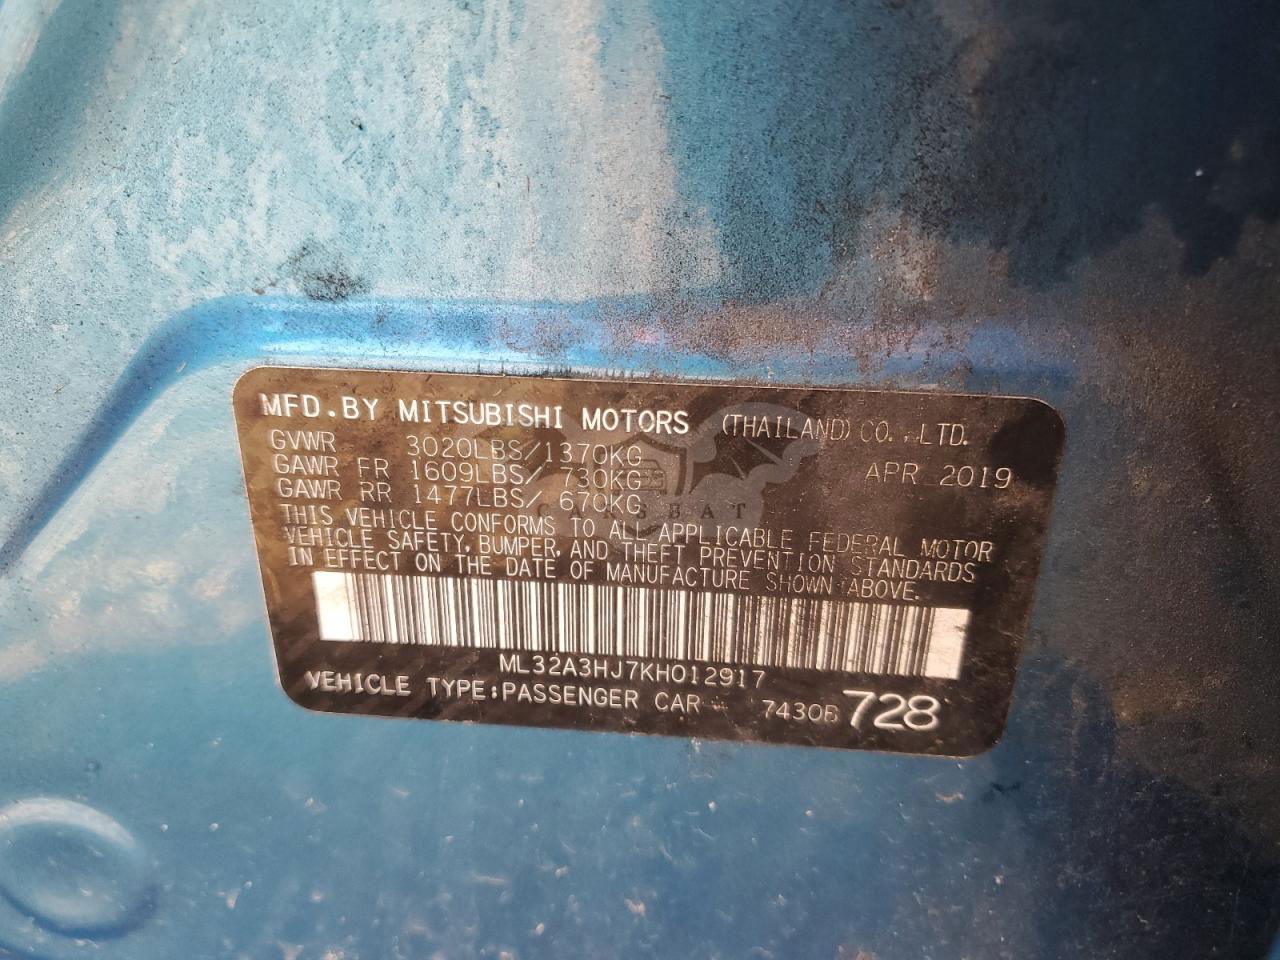 MFD.BY MITSUBISHI MOTORS (THAILAND) CO.,LTD.
GVWR 3020LBS/1370KG
GAWR FR 1609LBS/ 730KG APR 2019
GAWR RR 1477LBS/ 670KG
CARSBAT
THIS VEHICLE CONFORMS TO ALL APPLICABLE FEDERAL MOTOR
VEHICLE SAFETY, BUMPER, AND THEFT PREVENTION STANDARDS
IN EFFECT ON THE DATE OF MANUFACTURE SHOWN ABOVE.
ML32A3HJ7KH012917
VEHICLE TYPE:PASSENGER CAR 7430B 728